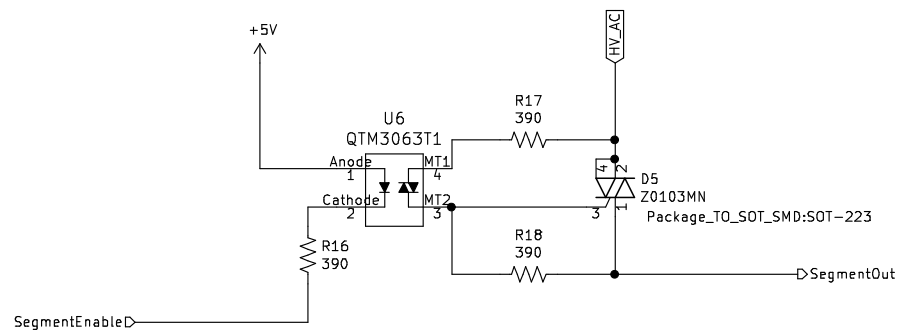 +5V
HV_AC
R17
390
U6
QTM3063T1
Anode
1
MT1
4
4
2
D5
Z0103MN
Cathode
2
MT2
3
3
1
Package_TO_SOT_SMD:SOT-223
R16
390
R18
390
SegmentOut
SegmentEnable